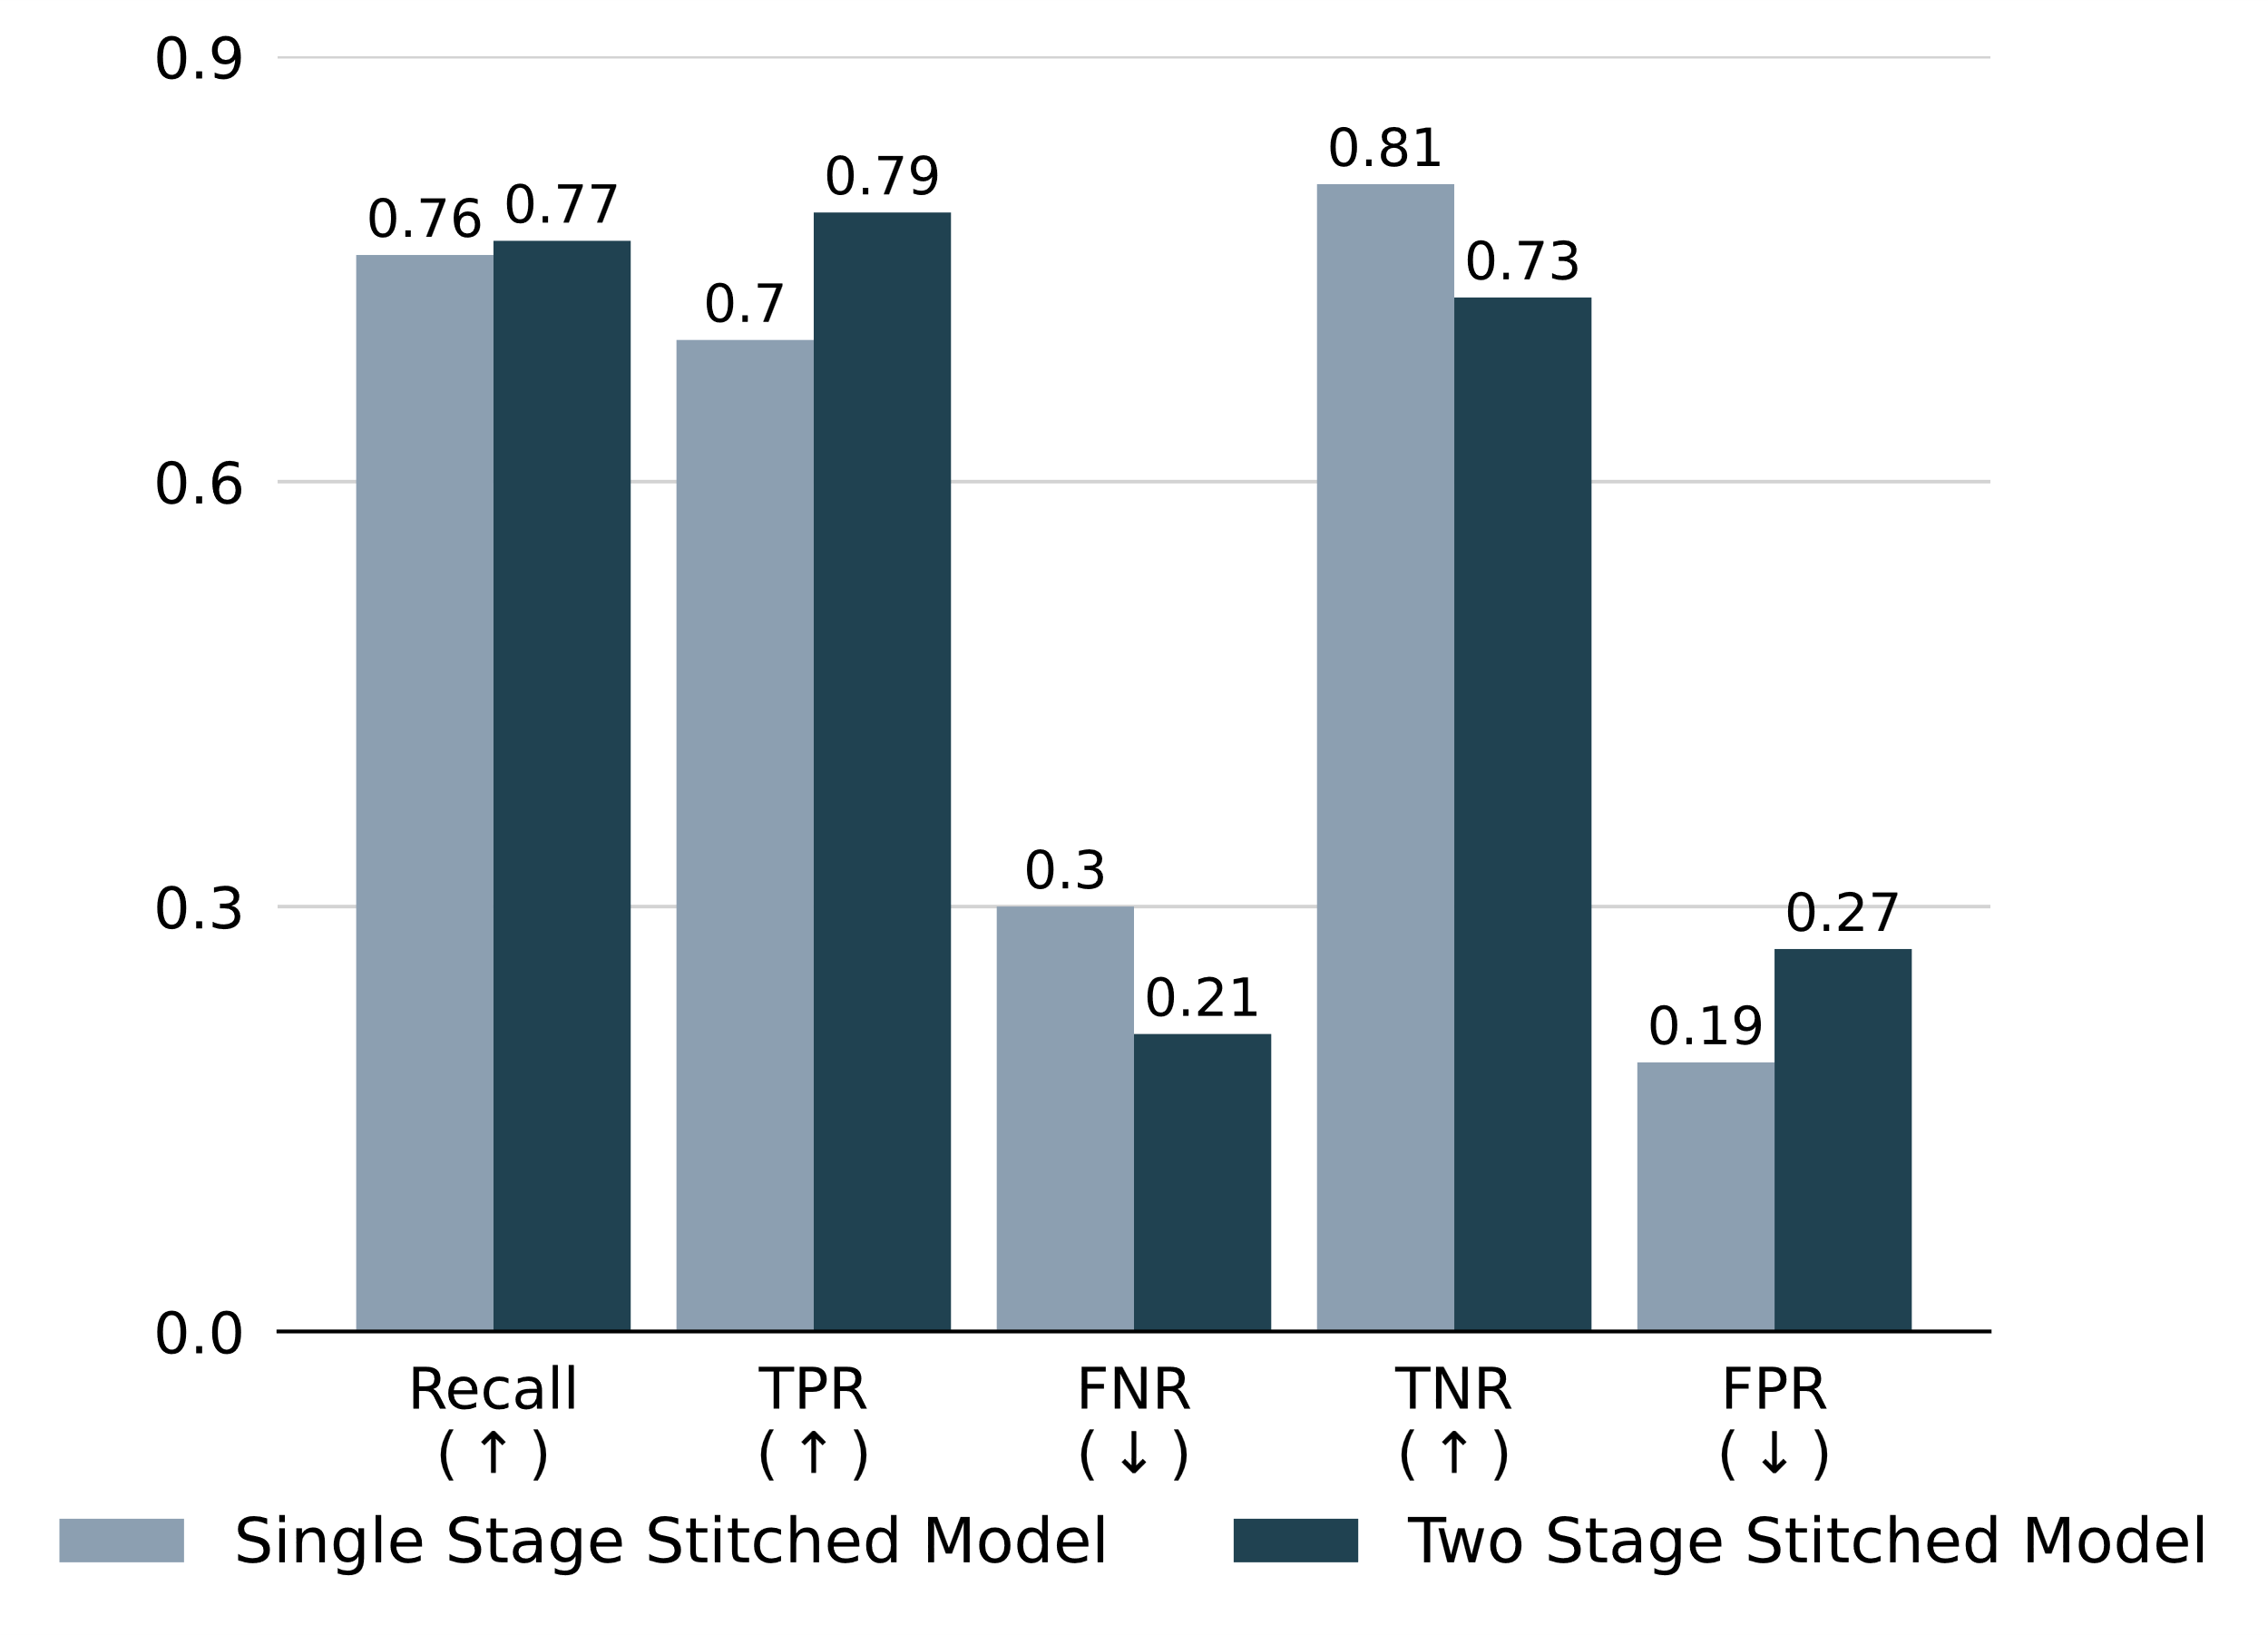 0.9
0.6
0.3
0.0
0.76
0.77
0.7
0.79
0.3
0.21
0.81
0.73
0.19
0.27
Recall
(↑)
TPR
(↑)
FNR
(↓)
TNR
(↑)
FPR
(↓)
Single Stage Stitched Model
Two Stage Stitched Model